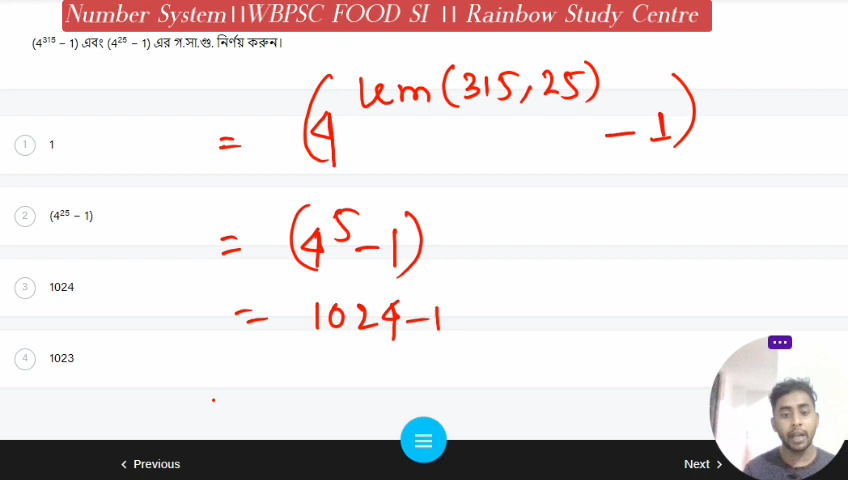 Number System||WBPSC FOOD SI || Rainbow Study Centre
(4³¹⁵ – 1) এবং (4²⁵ – 1) এর গ.সা.গু. নির্ণয় করুন।
= (4^lcm(315,25) – 1)
1 1
2 (4²⁵ – 1)
= (4⁵ – 1)
3 1024
= 1024 – 1
4 1023
Previous
Next